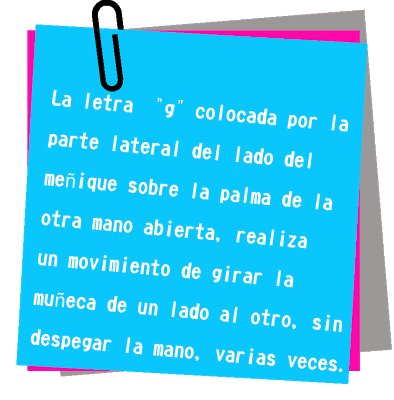 La letra "g" colocada por la
parte lateral del lado del
meñique sobre la palma de la
otra mano abierta, realiza
un movimiento de girar la
muñeca de un lado al otro, sin
despegar la mano, varias veces.